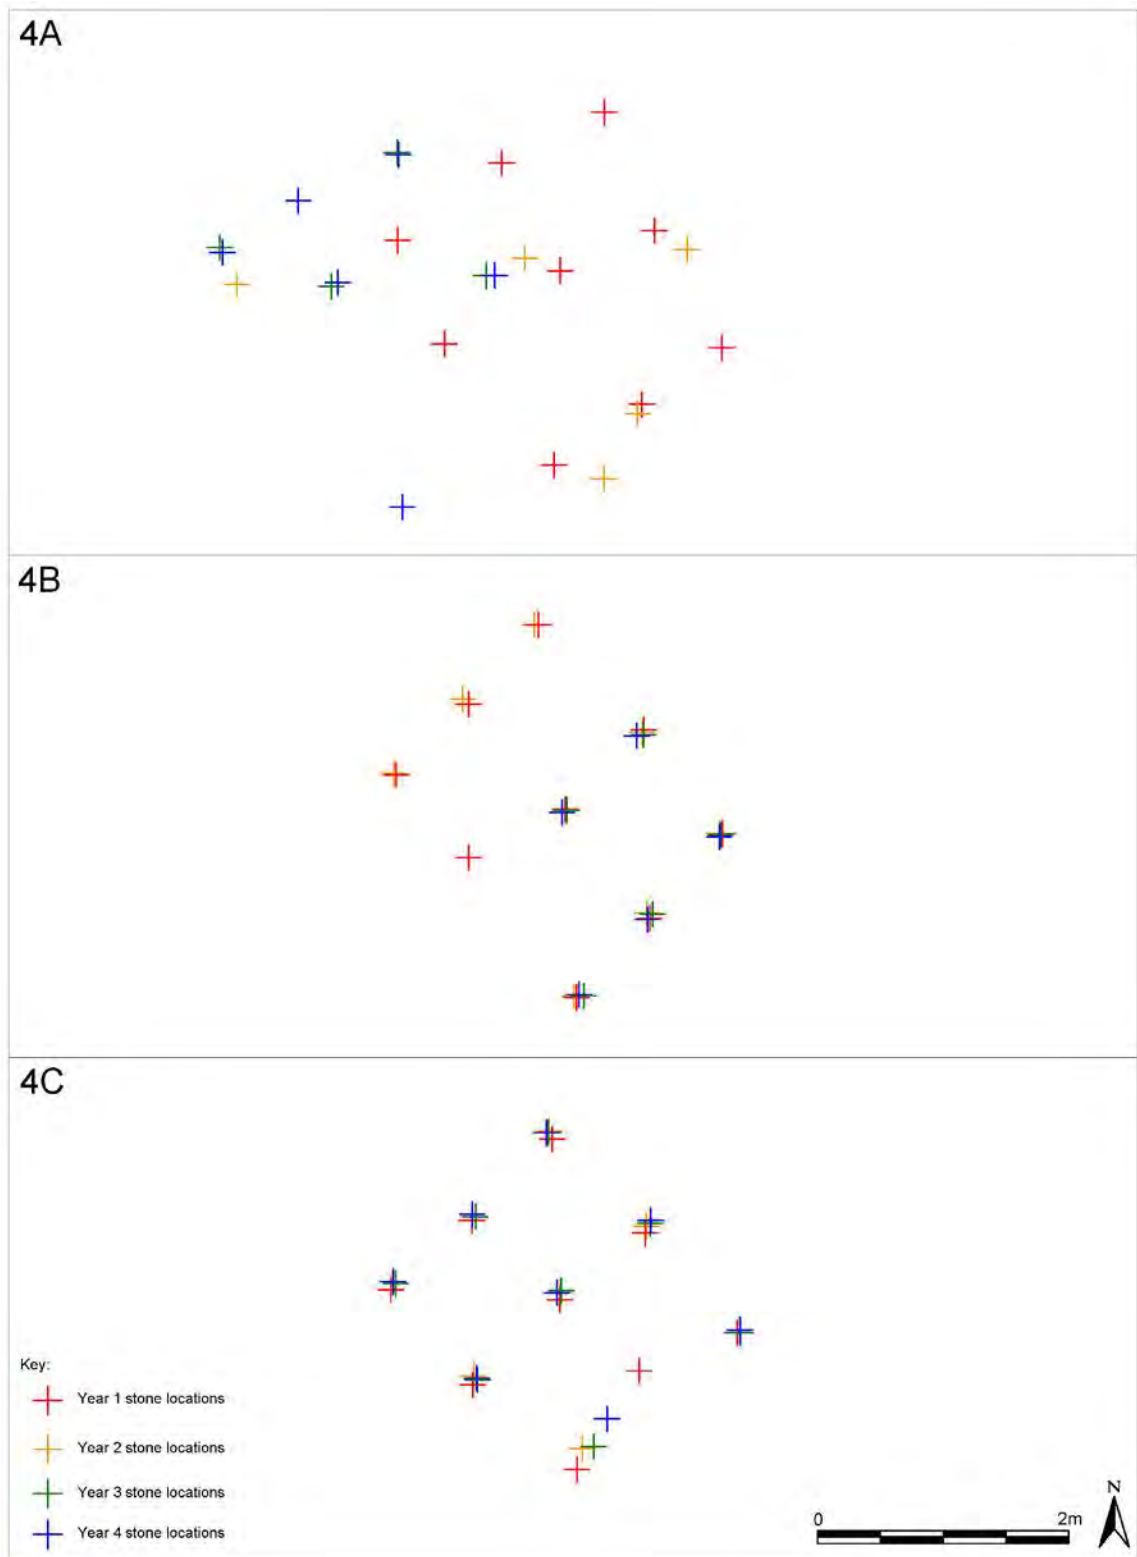 4A
4B
4C
Key:
Year 1 stone locations
Year 2 stone locations
Year 3 stone locations
Year 4 stone locations
0 2m
N